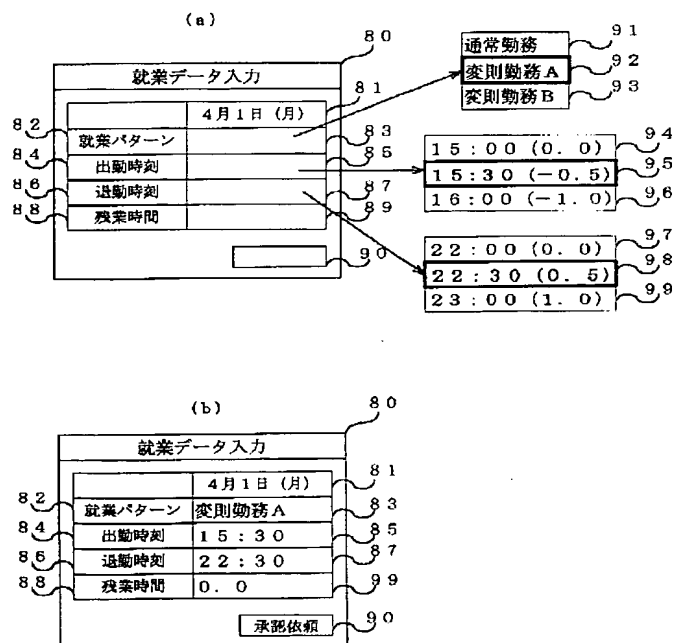 (a)
80
就業データ入力
81
4月1日(月)
82
就業パターン
83
84
出勤時刻
85
86
退勤時刻
87
88
残業時間
89
90
通常勤務
91
変則勤務A
92
変則勤務B
93
15:00(0.0)
94
15:30(−0.5)
95
16:00(−1.0)
96
22:00(0.0)
97
22:30(0.5)
98
23:00(1.0)
99
(b)
80
就業データ入力
81
4月1日(月)
82
就業パターン 変則勤務A
83
84
出勤時刻 15:30
85
86
退勤時刻 22:30
87
88
残業時間 0.0
99
承認依頼
90